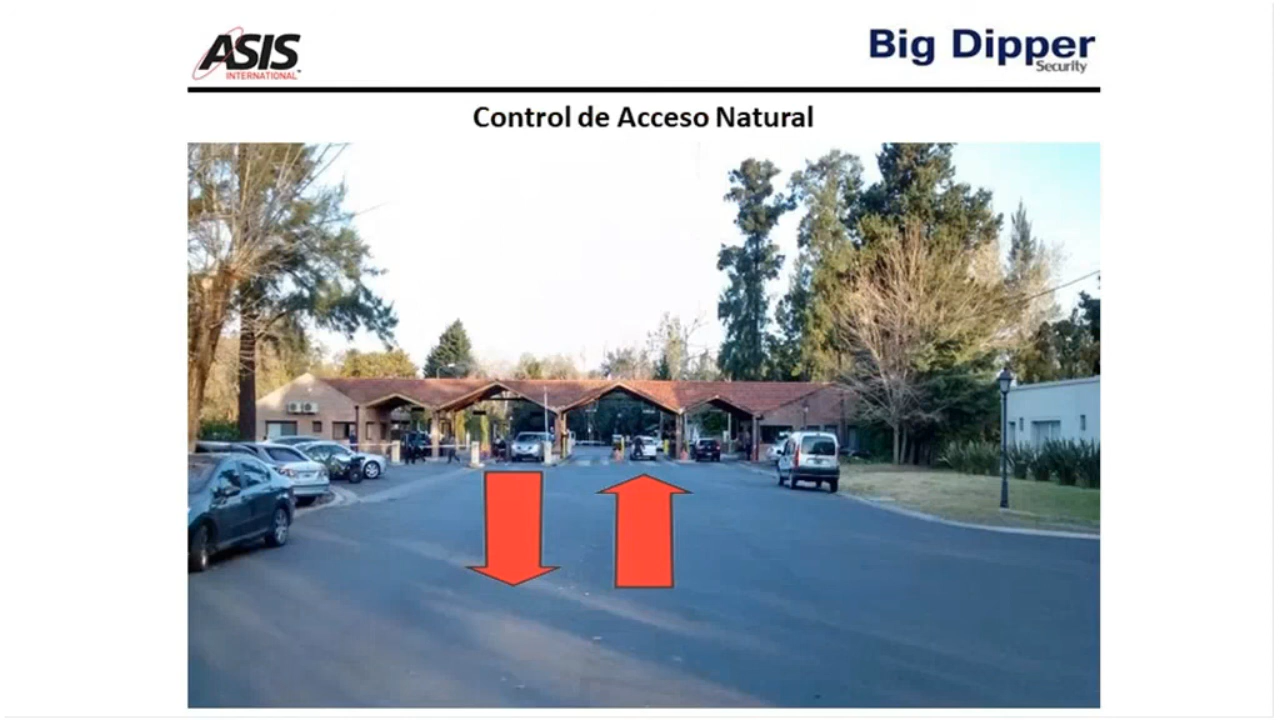 ASIS
INTERNATIONAL
Big Dipper
Security
Control de Acceso Natural